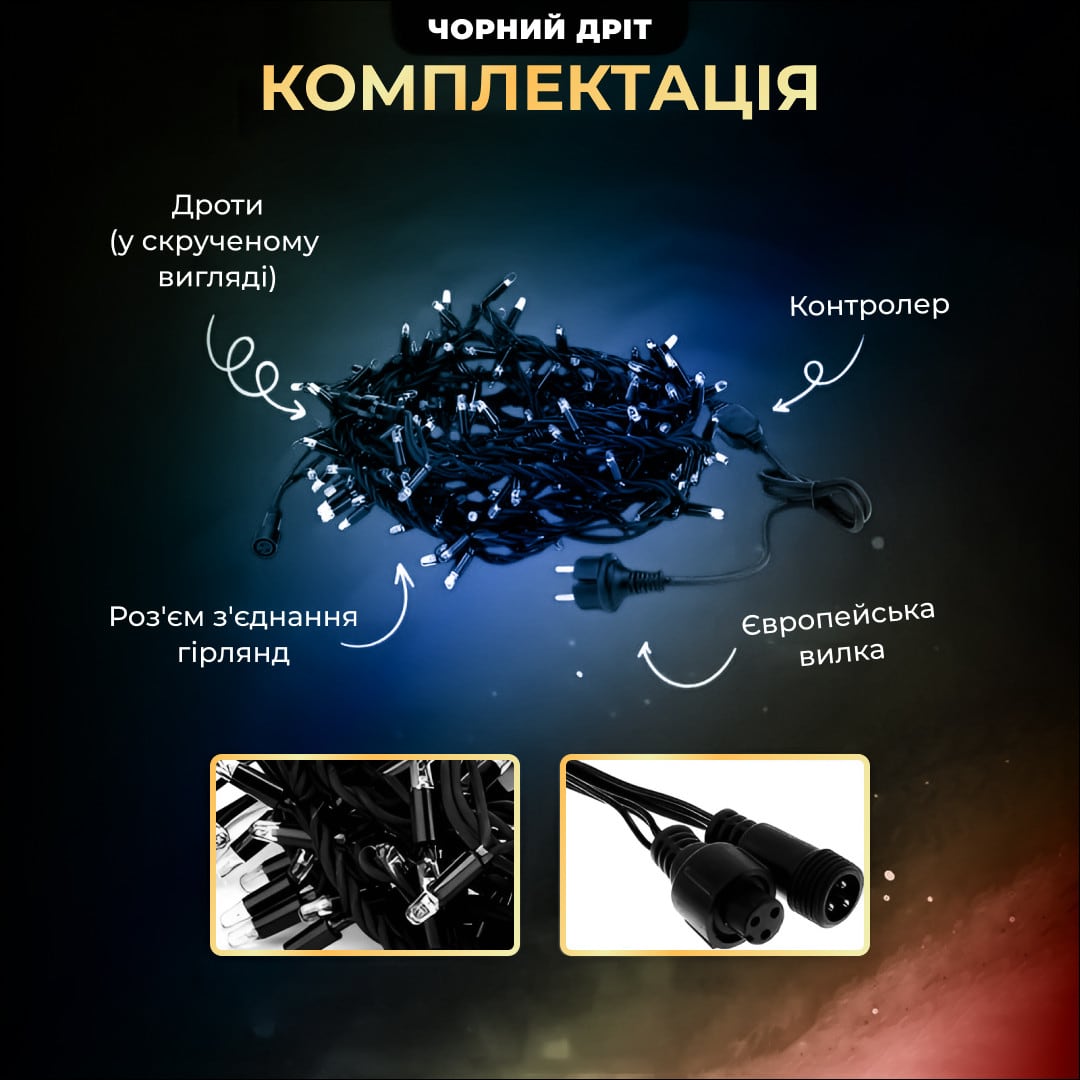 ЧОРНИЙ ДРІТ
КОМПЛЕКТАЦІЯ
Дроти
(у скрученому
вигляді)
Контролер
Роз'єм з'єднання
гірлянд
Європейська
вилка